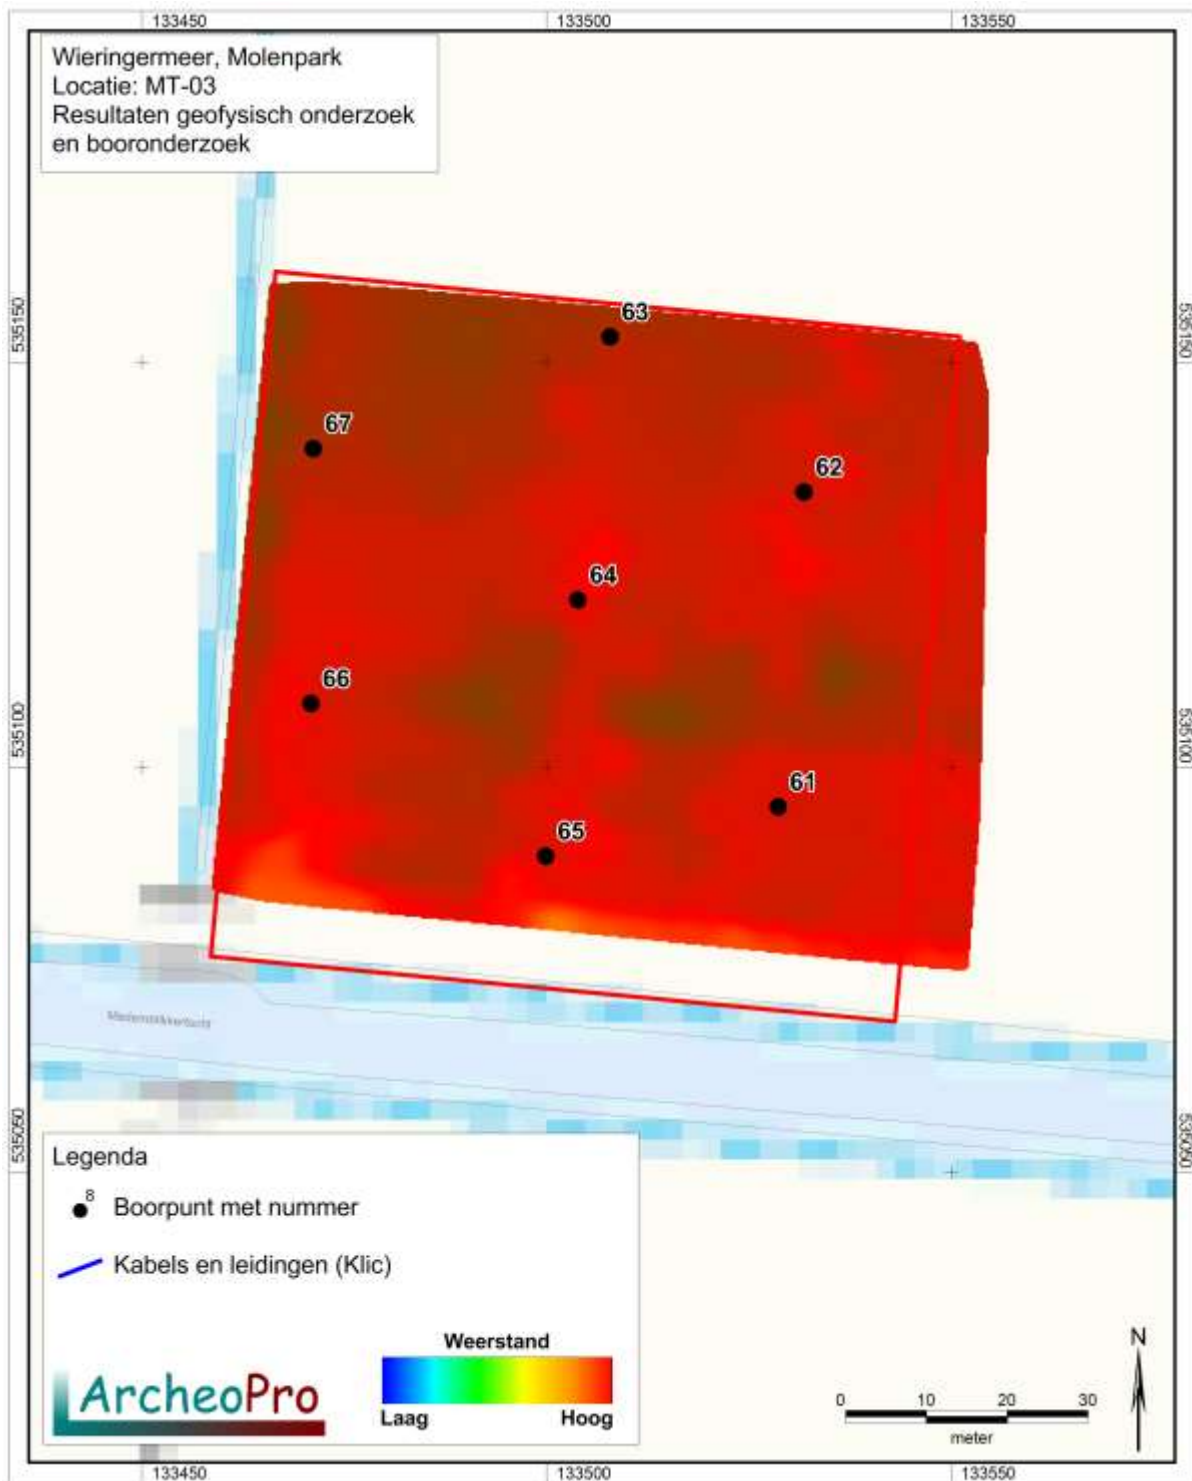 133450
133500
133550
Wieringermeer, Molenpark
Locatie: MT-03
Resultaten geofysisch onderzoek
en booronderzoek
535150
535150
63
67
62
64
66
61
65
535100
535100
535050
535050
Legenda
8
Boorpunt met nummer
Kabels en leidingen (Klic)
Weerstand
Laag
Hoog
ArcheoPro
0 10 20 30
meter
N
133450
133500
133550